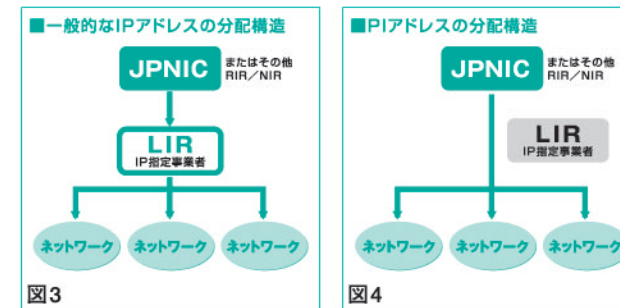 ■一般的なIPアドレスの分配構造
JPNIC
またはその他
RIR／NIR
LIR
IP指定事業者
ネットワーク
ネットワーク
ネットワーク
図3
■PIアドレスの分配構造
JPNIC
またはその他
RIR／NIR
LIR
IP指定事業者
ネットワーク
ネットワーク
ネットワーク
図4